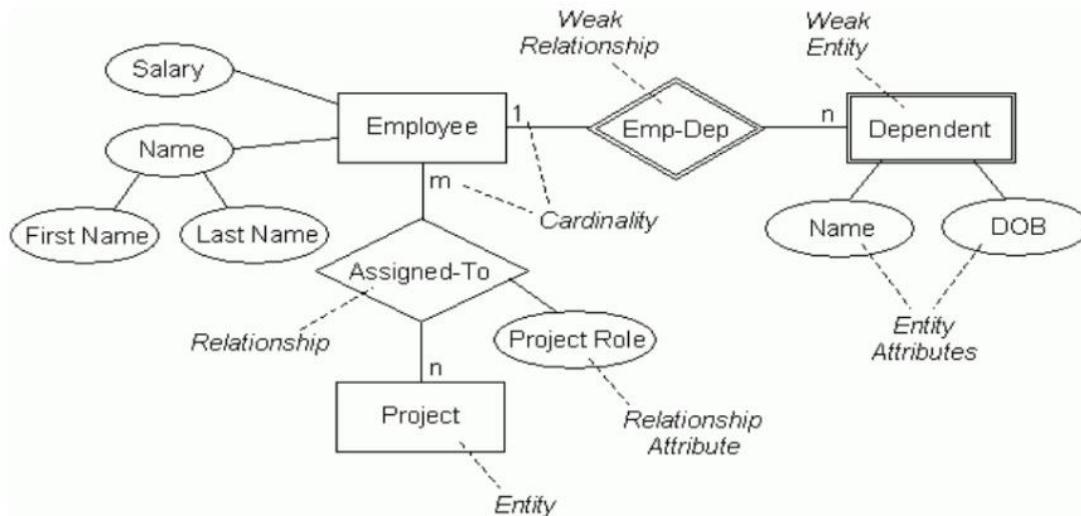 Weak
Relationship
Weak
Entity
Salary
Employee
1
Emp-Dep
n
Dependent
Name
m
Cardinality
First Name
Last Name
Name
DOB
Assigned-To
Relationship
Project Role
Entity
Attributes
n
Project
Relationship
Attribute
Entity